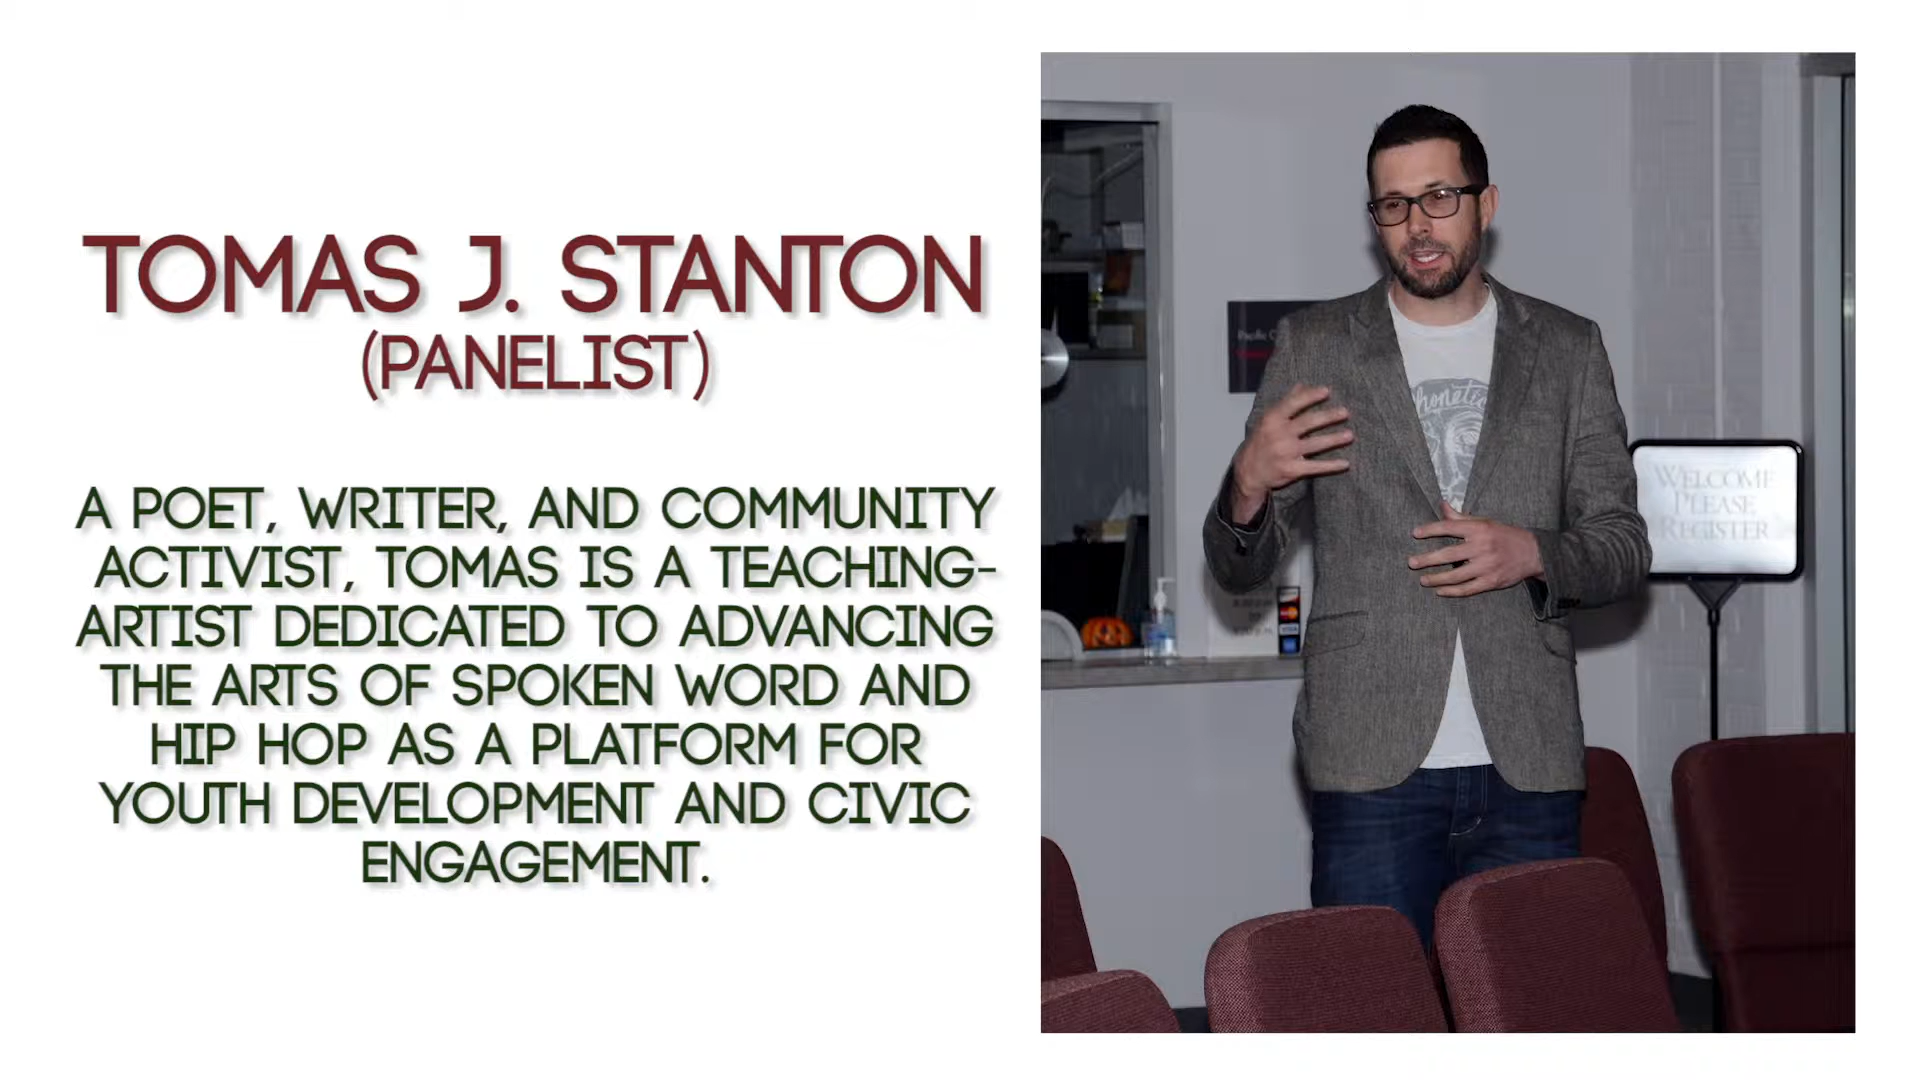 TOMAS J. STANTON
(PANELIST)
A POET, WRITER, AND COMMUNITY
ACTIVIST, TOMAS IS A TEACHING-
ARTIST DEDICATED TO ADVANCING
THE ARTS OF SPOKEN WORD AND
HIP HOP AS A PLATFORM FOR
YOUTH DEVELOPMENT AND CIVIC
ENGAGEMENT.
WELCOME
PLEASE
REGISTER
VISA